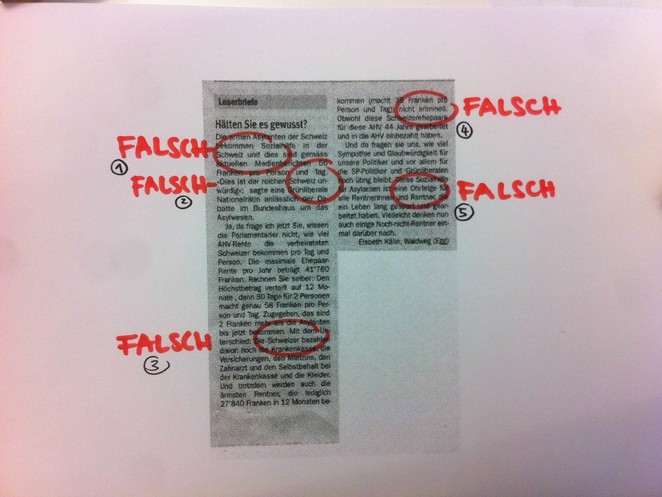 Leserbriefe
Hätten Sie es gewusst?
Die armen Asylanten der Schweiz
bekommen Sozialhilfe in der
Schweiz und dies sind gemäss
aktuellen Medienberichten
Franken pro Person und Tag.
«Dies ist der reichen Schweiz un-
würdig» sagte eine Grünliberale
Nationalrätin anlässlich der De-
batte im Bundeshaus um das
Asylwesen.
Ja, da frage ich jetzt Sie, wissen
die Parlamentarier nicht, wie viel
AHV-Rente die verheirateten
Schweizer bekommen pro Tag und
Person. Die maximale Ehepaar-
Rente pro Jahr beträgt 41'760
Franken. Rechnen Sie selber: Den
Höchstbetrag verteilt auf 12 Mo-
nate, dann 30 Tage für 2 Personen
macht genau 58 Franken pro Per-
son und Tag. Zugegeben, das sind
2 Franken mehr als die Asylanten
bis jetzt bekommen. Mit dem Un-
terschied: Die Schweizer bezahlen
davon noch die Krankenkasse, die
Versicherungen, den Mietzins, den
Zahnarzt und den Selbstbehalt bei
der Krankenkasse und die Kleider.
Und trotzdem werden auch die
ärmsten Rentner, die lediglich
27'840 Franken in 12 Monaten be-
kommen (macht 38 Franken pro
Person und Tag) nicht kriminell.
Obwohl diese Schweizerehepaare
für diese AHV 44 Jahre gearbeitet
und in die AHV einbezahlt haben.
Und da fragen sie uns, wie viel
Sympathie und Glaubwürdigkeit für
unsere Politiker und vor allem für
die SP-Politiker und Grünliberalen
noch übrig bleibt. Diese Sozialhilfe
für Asylanten ist eine Ohrfeige für
alle Rentnerinnen und Rentner, die
ein Leben lang gespart und gear-
beitet haben. Vielleicht denken nun
auch einige Noch-nicht-Rentner ein-
mal darüber nach.
Elsbeth Kälin, Waldweg (Egg)
FALSCH
1
FALSCH
2
FALSCH
3
FALSCH
4
FALSCH
5